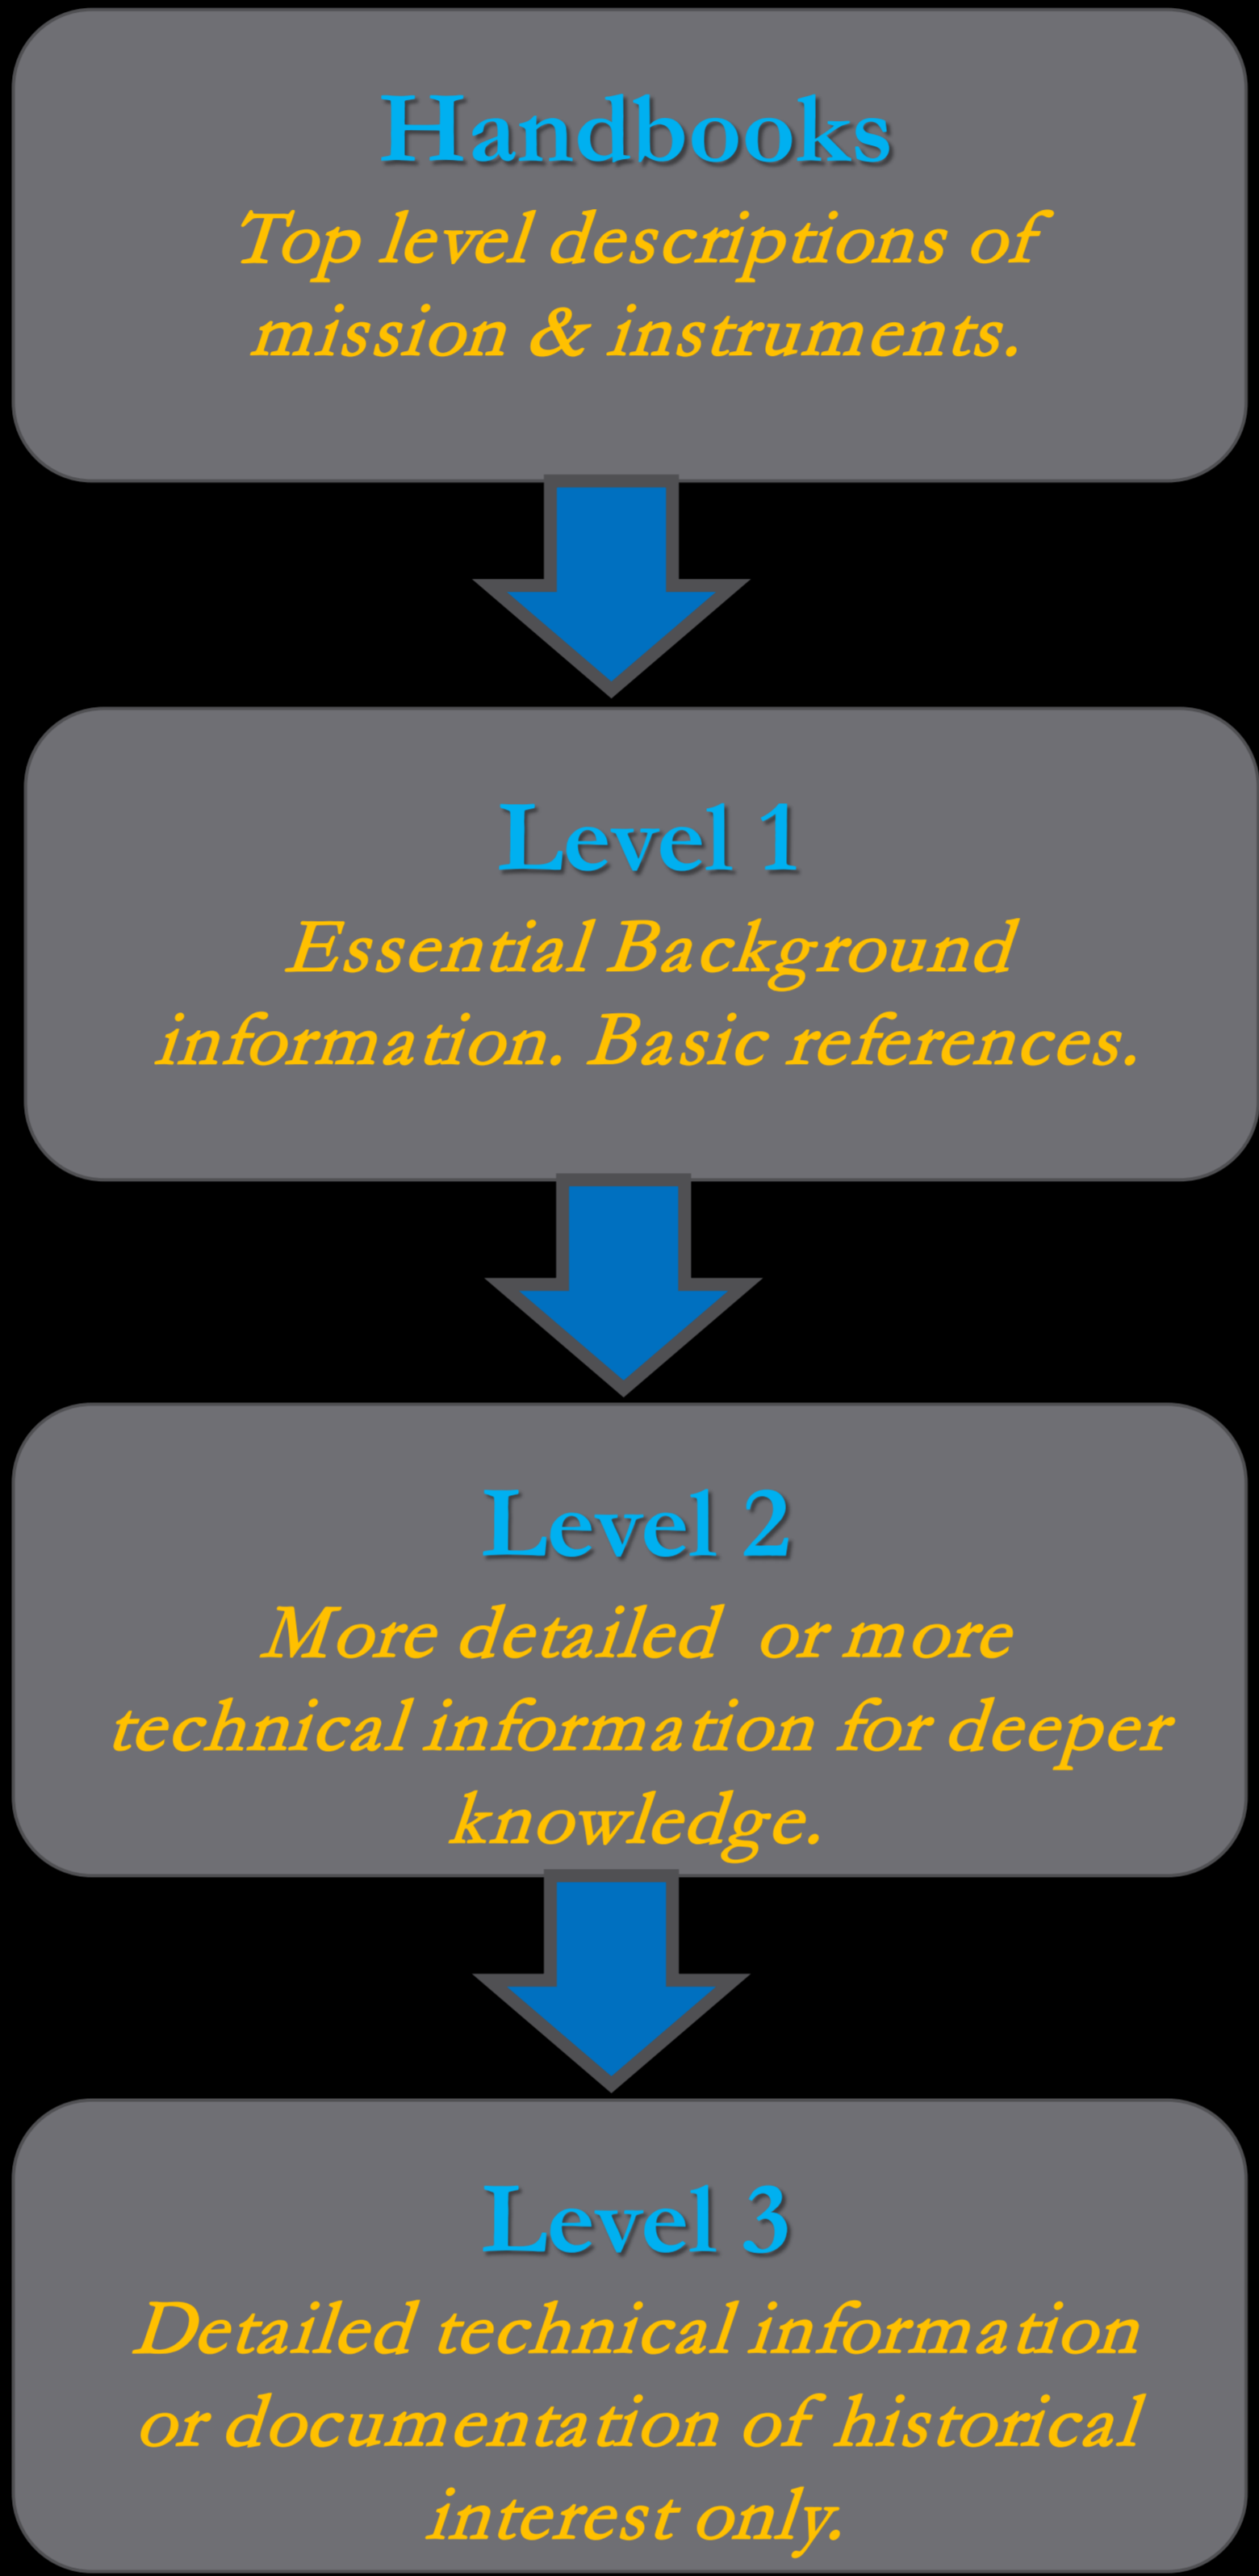 Handbooks
Top level descriptions of
mission & instruments.
Level 1
Essential Background
information. Basic references.
Level 2
More detailed  or more
technical information for deeper
knowledge.
Level 3
Detailed technical information
or documentation of historical
interest only.